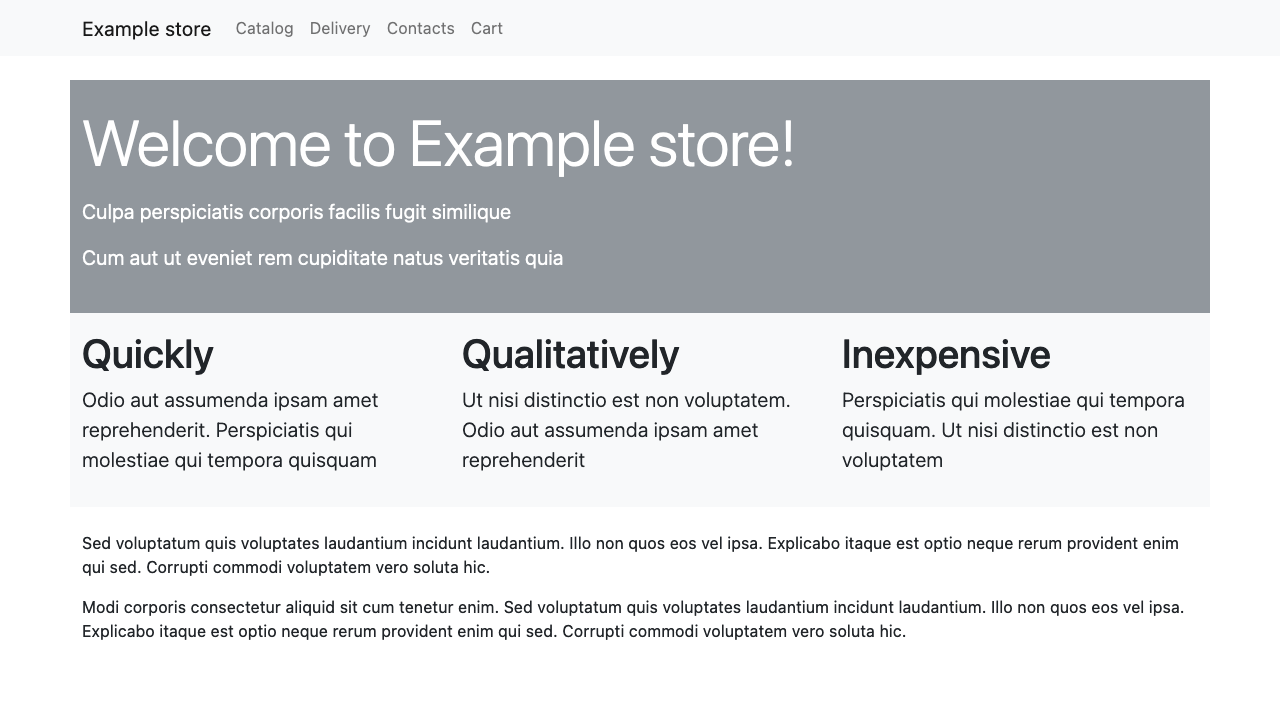 Example store Catalog Delivery Contacts Cart
Welcome to Example store!
Culpa perspiciatis corporis facilis fugit similique
Cum aut ut eveniet rem cupiditate natus veritatis quia
Quickly
Odio aut assumenda ipsam amet
reprehenderit. Perspiciatis qui
molestiae qui tempora quisquam
Qualitatively
Ut nisi distinctio est non voluptatem.
Odio aut assumenda ipsam amet
reprehenderit
Inexpensive
Perspiciatis qui molestiae qui tempora
quisquam. Ut nisi distinctio est non
voluptatem
Sed voluptatum quis voluptates laudantium incidunt laudantium. Illo non quos eos vel ipsa. Explicabo itaque est optio neque rerum provident enim
qui sed. Corrupti commodi voluptatem vero soluta hic.
Modi corporis consectetur aliquid sit cum tenetur enim. Sed voluptatum quis voluptates laudantium incidunt laudantium. Illo non quos eos vel ipsa.
Explicabo itaque est optio neque rerum provident enim qui sed. Corrupti commodi voluptatem vero soluta hic.